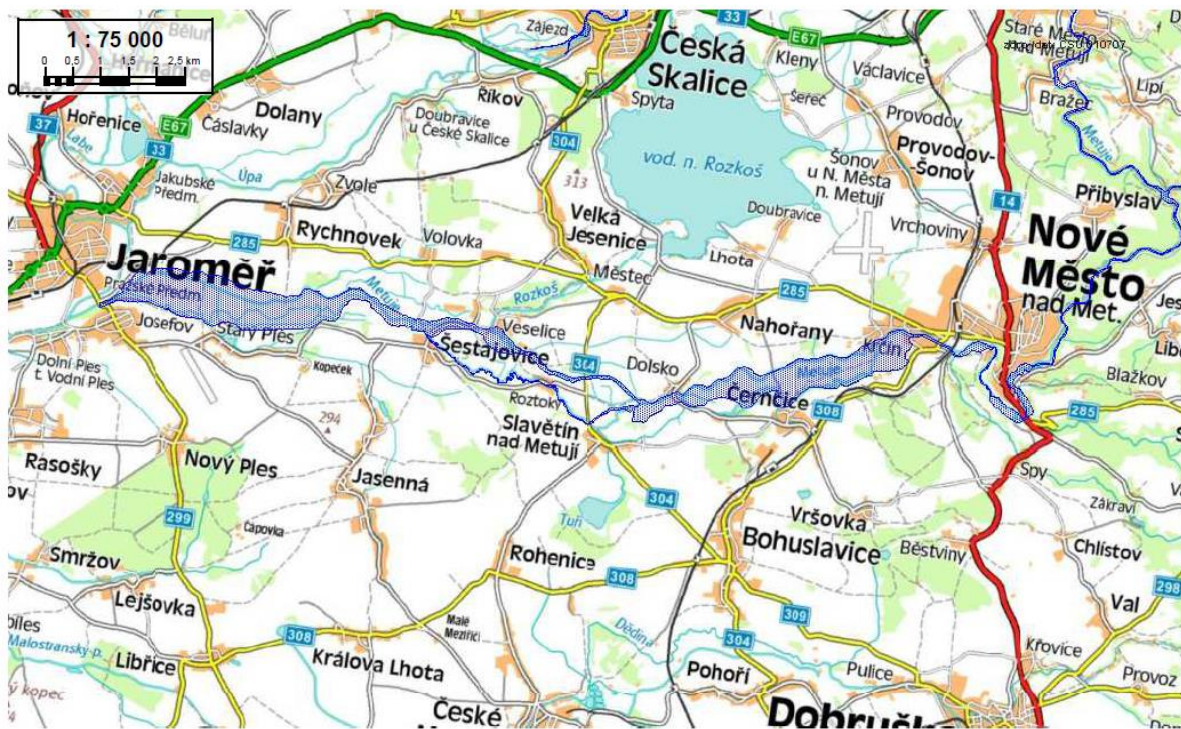 1 : 75 000
0 0,5 1,5 2,5 km
Hořenice
37
Labe
33
E67
Dolany
Čáslavky
Zájezd
33
Česká
Skalice
E67
Kleny
Václavice
Staré Město
nad Metují
Bražec
Lipí
Říkov
Spyta
Šeřeč
Provodov
Metuje
Doubravice
u České Skalice
304
Jakubské
Předm.
Úpa
Zvole
313
vod. n. Rozkoš
Šonov
u N. Města
n. Metují
Provodov-
Šonov
14
Přibyslav
Rychnovek
285
Volovka
Velká
Jesenice
Doubravice
Vrchoviny
Nové
Město
nad Met.
Jaroměř
Městec
Lhota
285
Metuje
Rozkoš
Pražské Předm.
Josefov
Starý Ples
Veselice
Nahořany
Krčín
Šestajovice
304
Dolsko
Metuje
Dolní Ples
t. Vodní Ples
Kopeček
Roztoky
Černčice
308
Blažkov
285
294
Slavětín
nad Metují
Rasošky
Nový Ples
Jasenná
304
Spy
Zákraví
299
Čápovka
Tuří
Vršovka
Smržov
Rohenice
308
Bohuslavice
Běstviny
Chlístov
298
Lejšovka
309
Val
Malé
Meziříčí
Dědina
308
304
Křovice
Malostranský p.
Libřice
Králova Lhota
Pohoří
Pulice
Provoz
České